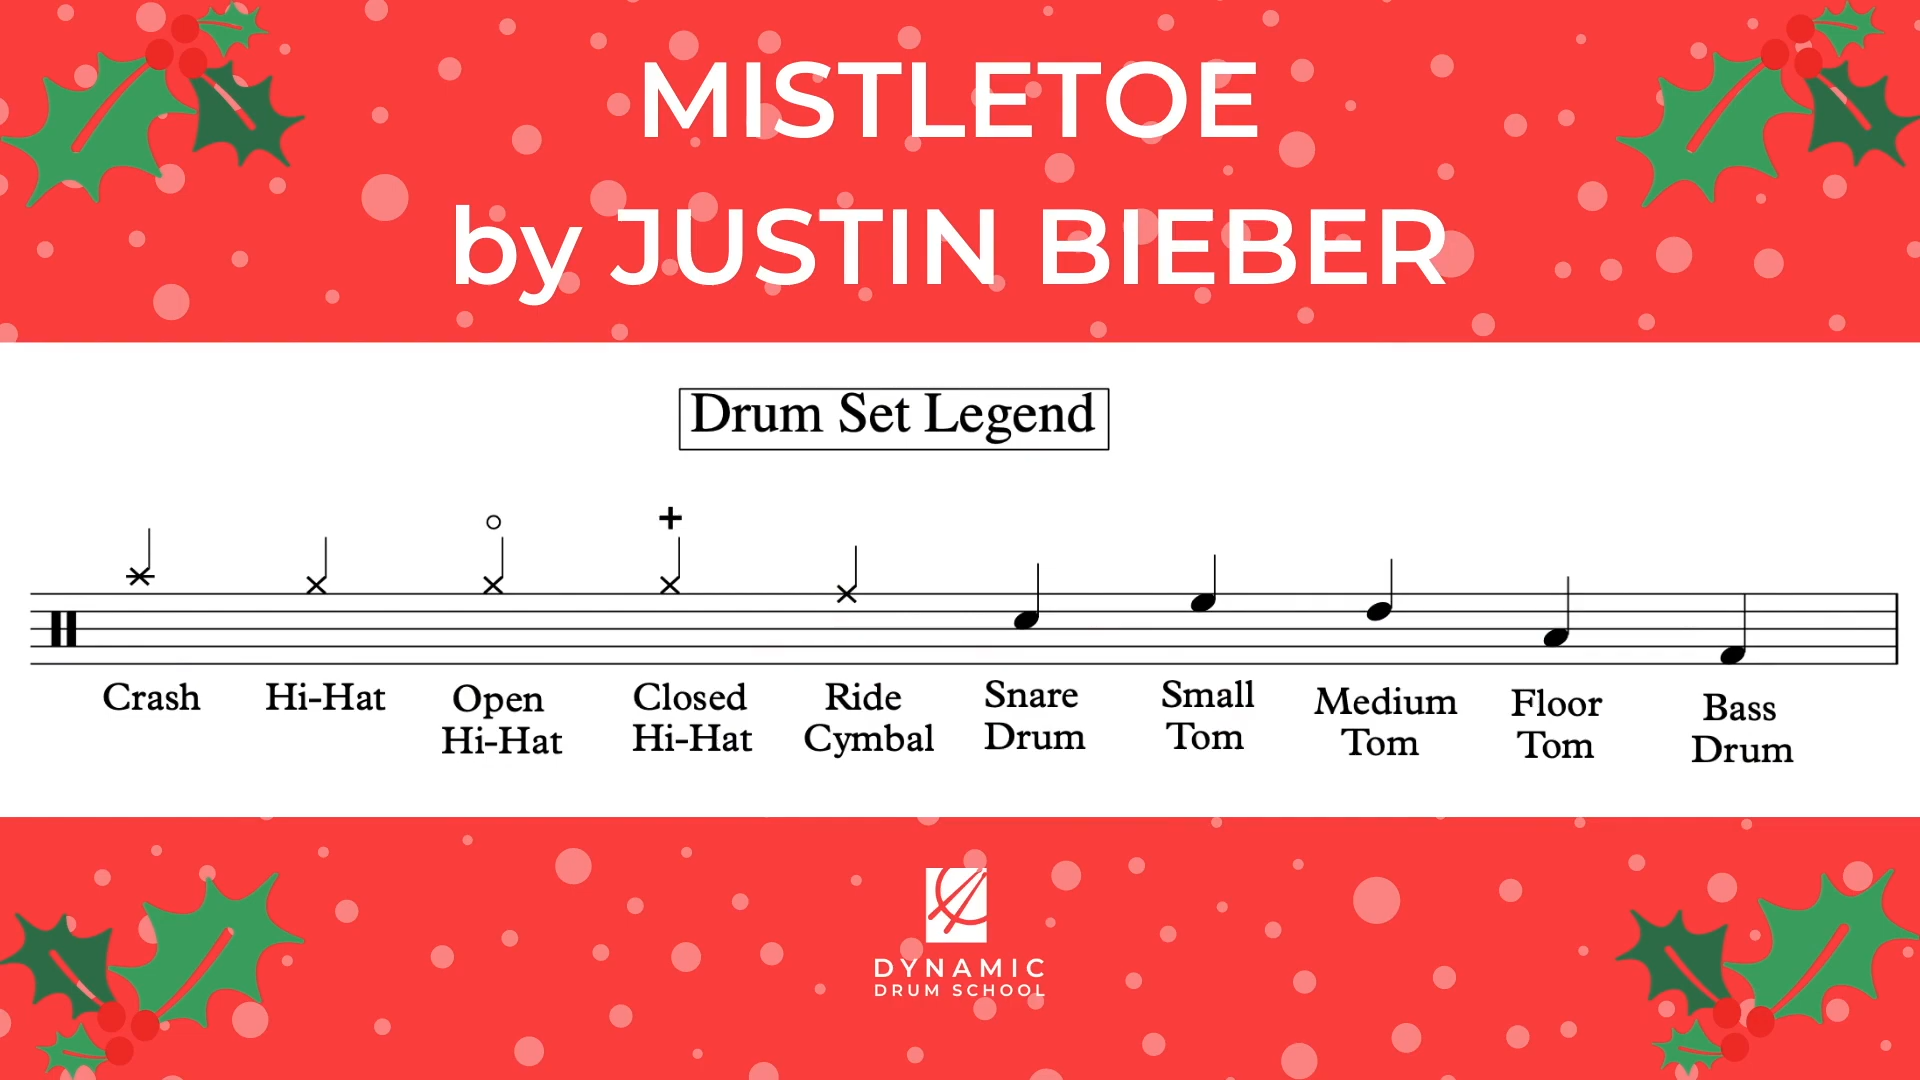 MISTLETOE
by JUSTIN BIEBER
Drum Set Legend
Crash
Hi-Hat
Open
Hi-Hat
Closed
Hi-Hat
Ride
Cymbal
Snare
Drum
Small
Tom
Medium
Tom
Floor
Tom
Bass
Drum
DYNAMIC
DRUM SCHOOL